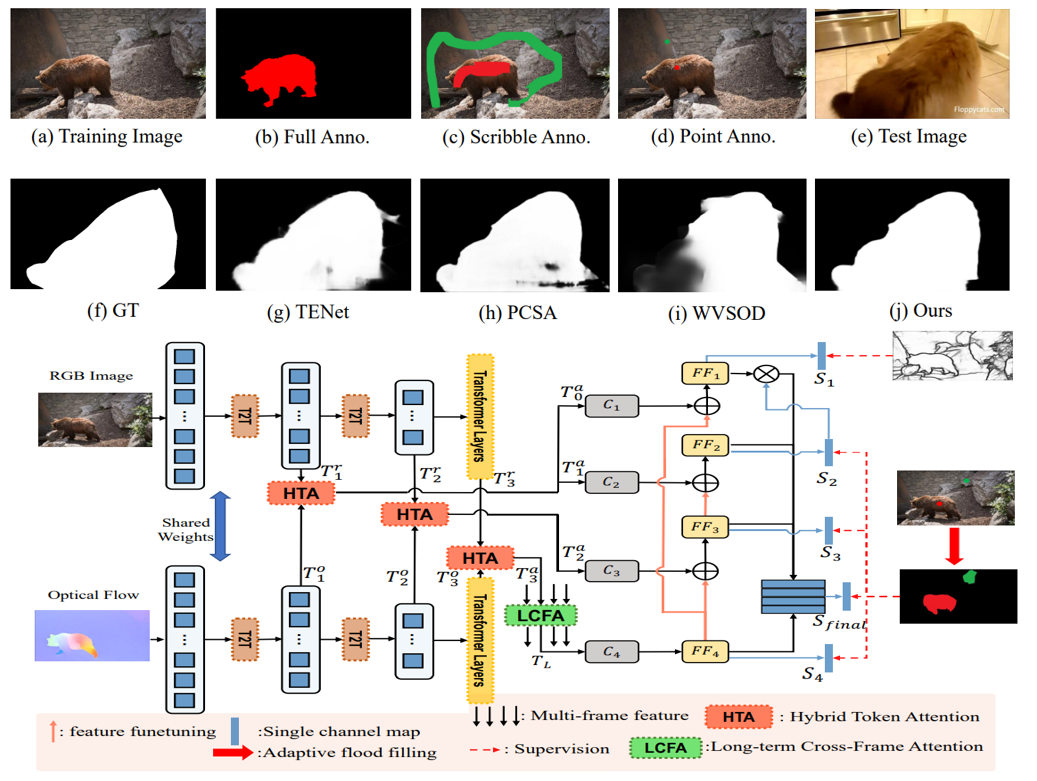 (a) Training Image (b) Full Anno. (c) Scribble Anno. (d) Point Anno. (e) Test Image
Floppycats.com
(f) GT (g) TENet (h) PCSA (i) WVSOD (j) Ours
RGB Image
T2T
T2T
Transformer Layers
T_1^r
T_2^r
T_3^r
HTA
HTA
HTA
Shared
Weights
Optical Flow
T2T
T2T
Transformer Layers
T_1^o
T_2^o
T_3^o
T_0^a
T_1^a
T_2^a
T_3^a
LCFA
T_L
C_1
C_2
C_3
C_4
FF_1
FF_2
FF_3
FF_4
S_1
S_2
S_3
S_final
S_4
: feature funetuning
:Single channel map
:Adaptive flood filling
: Multi-frame feature
: Supervision
HTA : Hybrid Token Attention
LCFA :Long-term Cross-Frame Attention